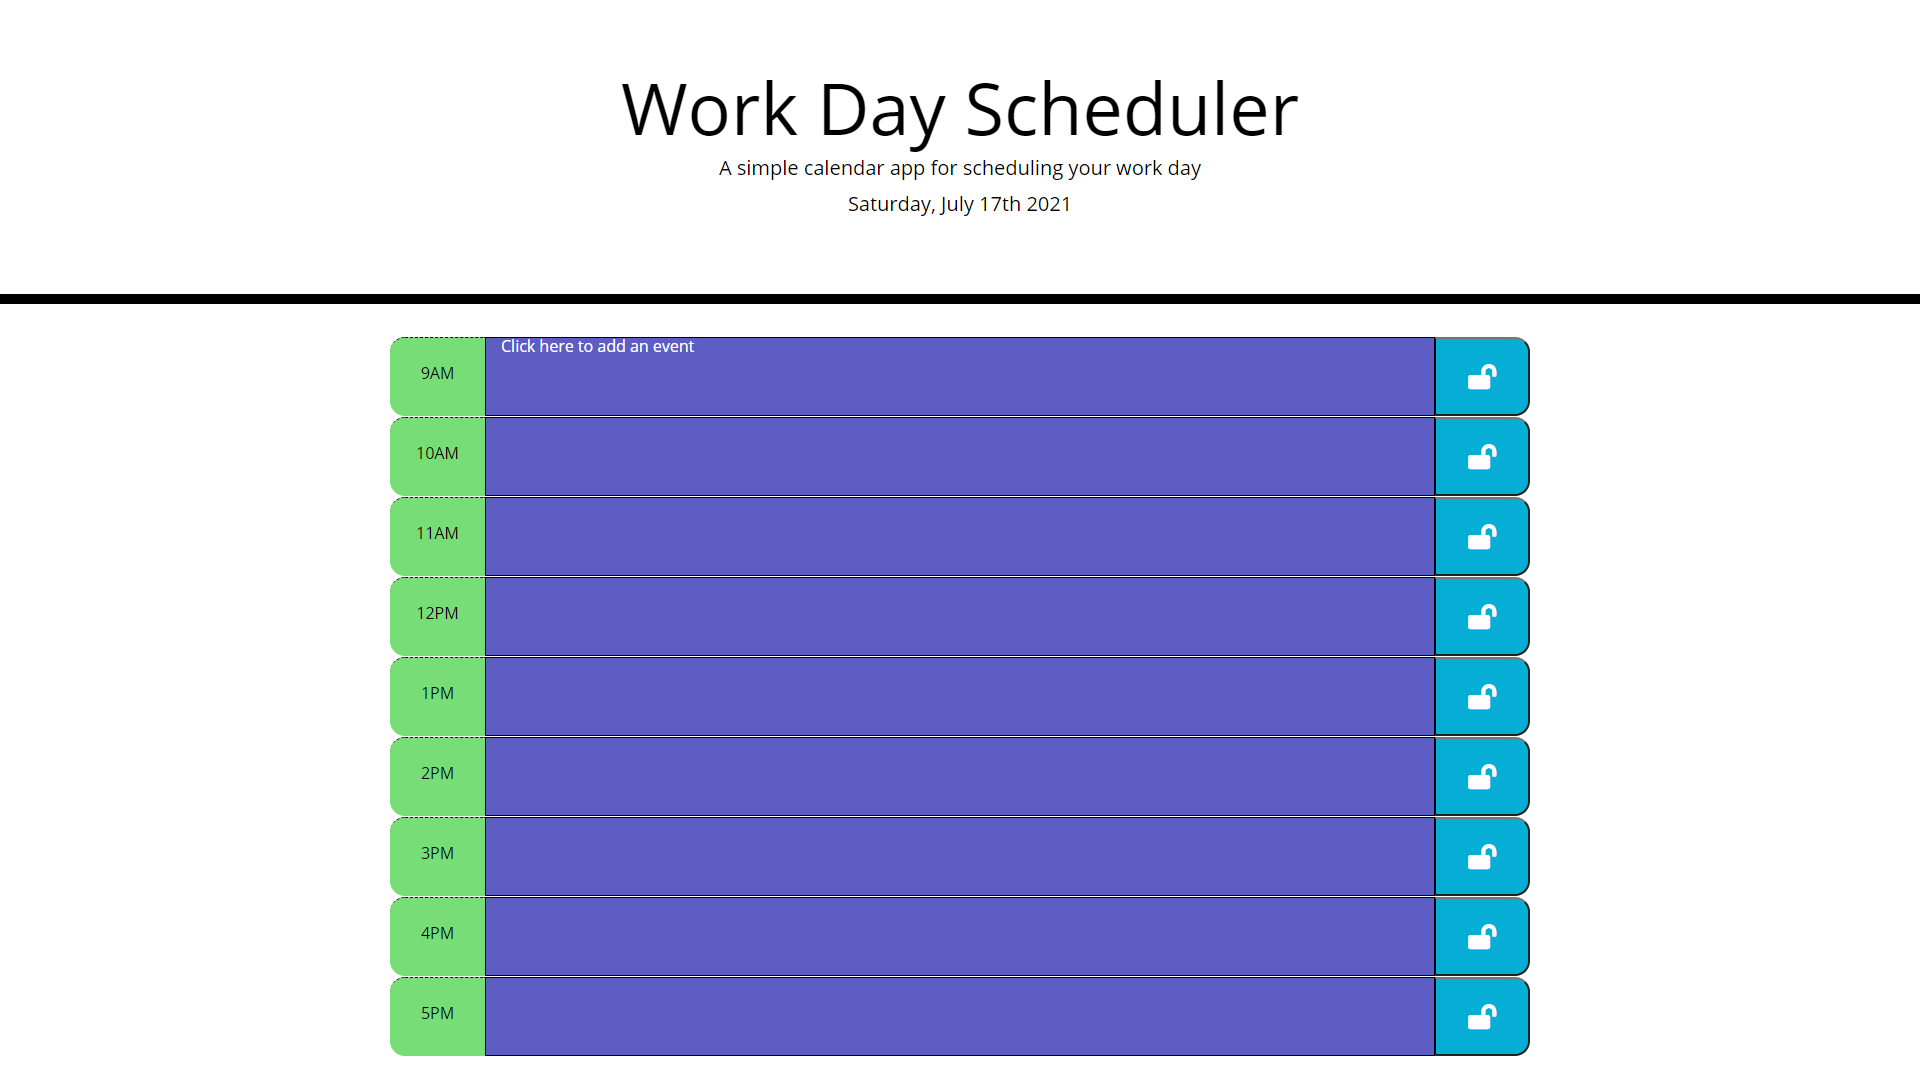 Work Day Scheduler
A simple calendar app for scheduling your work day
Saturday, July 17th 2021
9AM
Click here to add an event
10AM
11AM
12PM
1PM
2PM
3PM
4PM
5PM